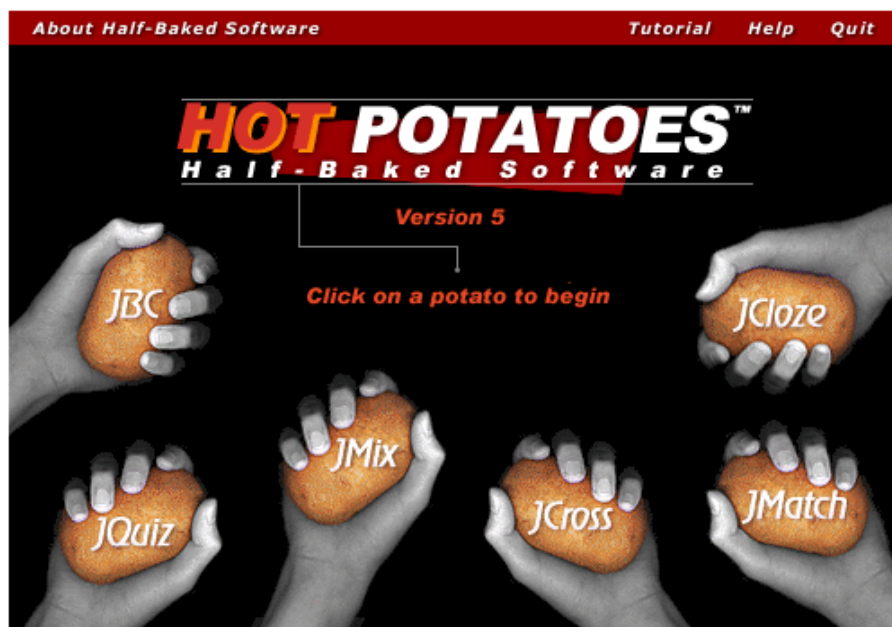 About Half-Baked Software Tutorial Help Quit
HOT POTATOES™
Half-Baked Software
Version 5
Click on a potato to begin
JBC
JCloze
JMix
JQuiz
JCross
JMatch